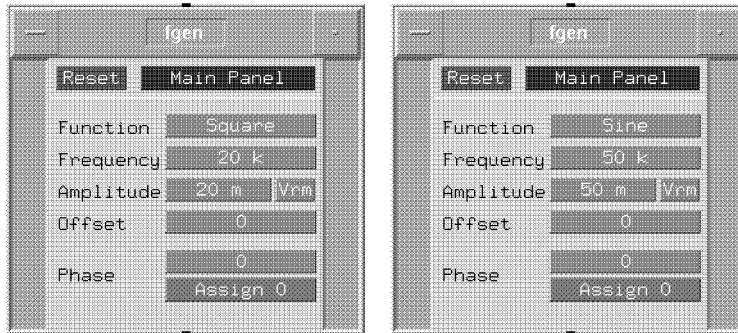 fgen
Reset Main Panel
Function Square
Frequency 20 k
Amplitude 20 m Vrm
Offset 0
Phase 0
Assign 0
fgen
Reset Main Panel
Function Sine
Frequency 50 k
Amplitude 50 m Vrm
Offset 0
Phase 0
Assign 0